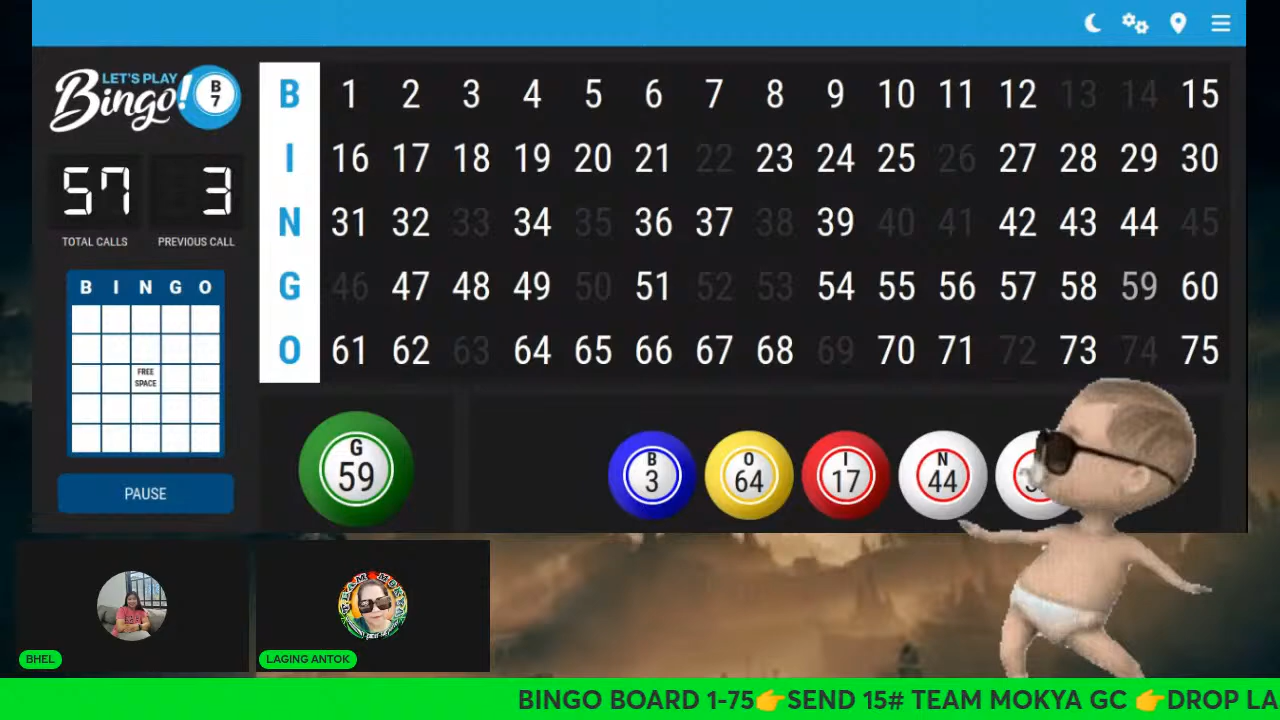 LET'S PLAY
Bingo!
B
7
57
3
TOTAL CALLS
PREVIOUS CALL
B I N G O
FREE
SPACE
PAUSE
B 1 2 3 4 5 6 7 8 9 10 11 12 13 14 15
I 16 17 18 19 20 21 22 23 24 25 26 27 28 29 30
N 31 32 33 34 35 36 37 38 39 40 41 42 43 44 45
G 46 47 48 49 50 51 52 53 54 55 56 57 58 59 60
O 61 62 63 64 65 66 67 68 69 70 71 72 73 74 75
G
59
B
3
O
64
I
17
N
44
BHEL
LAGING ANTOK
BINGO BOARD 1-75👉SEND 15# TEAM MOKYA GC 👉DROP LA